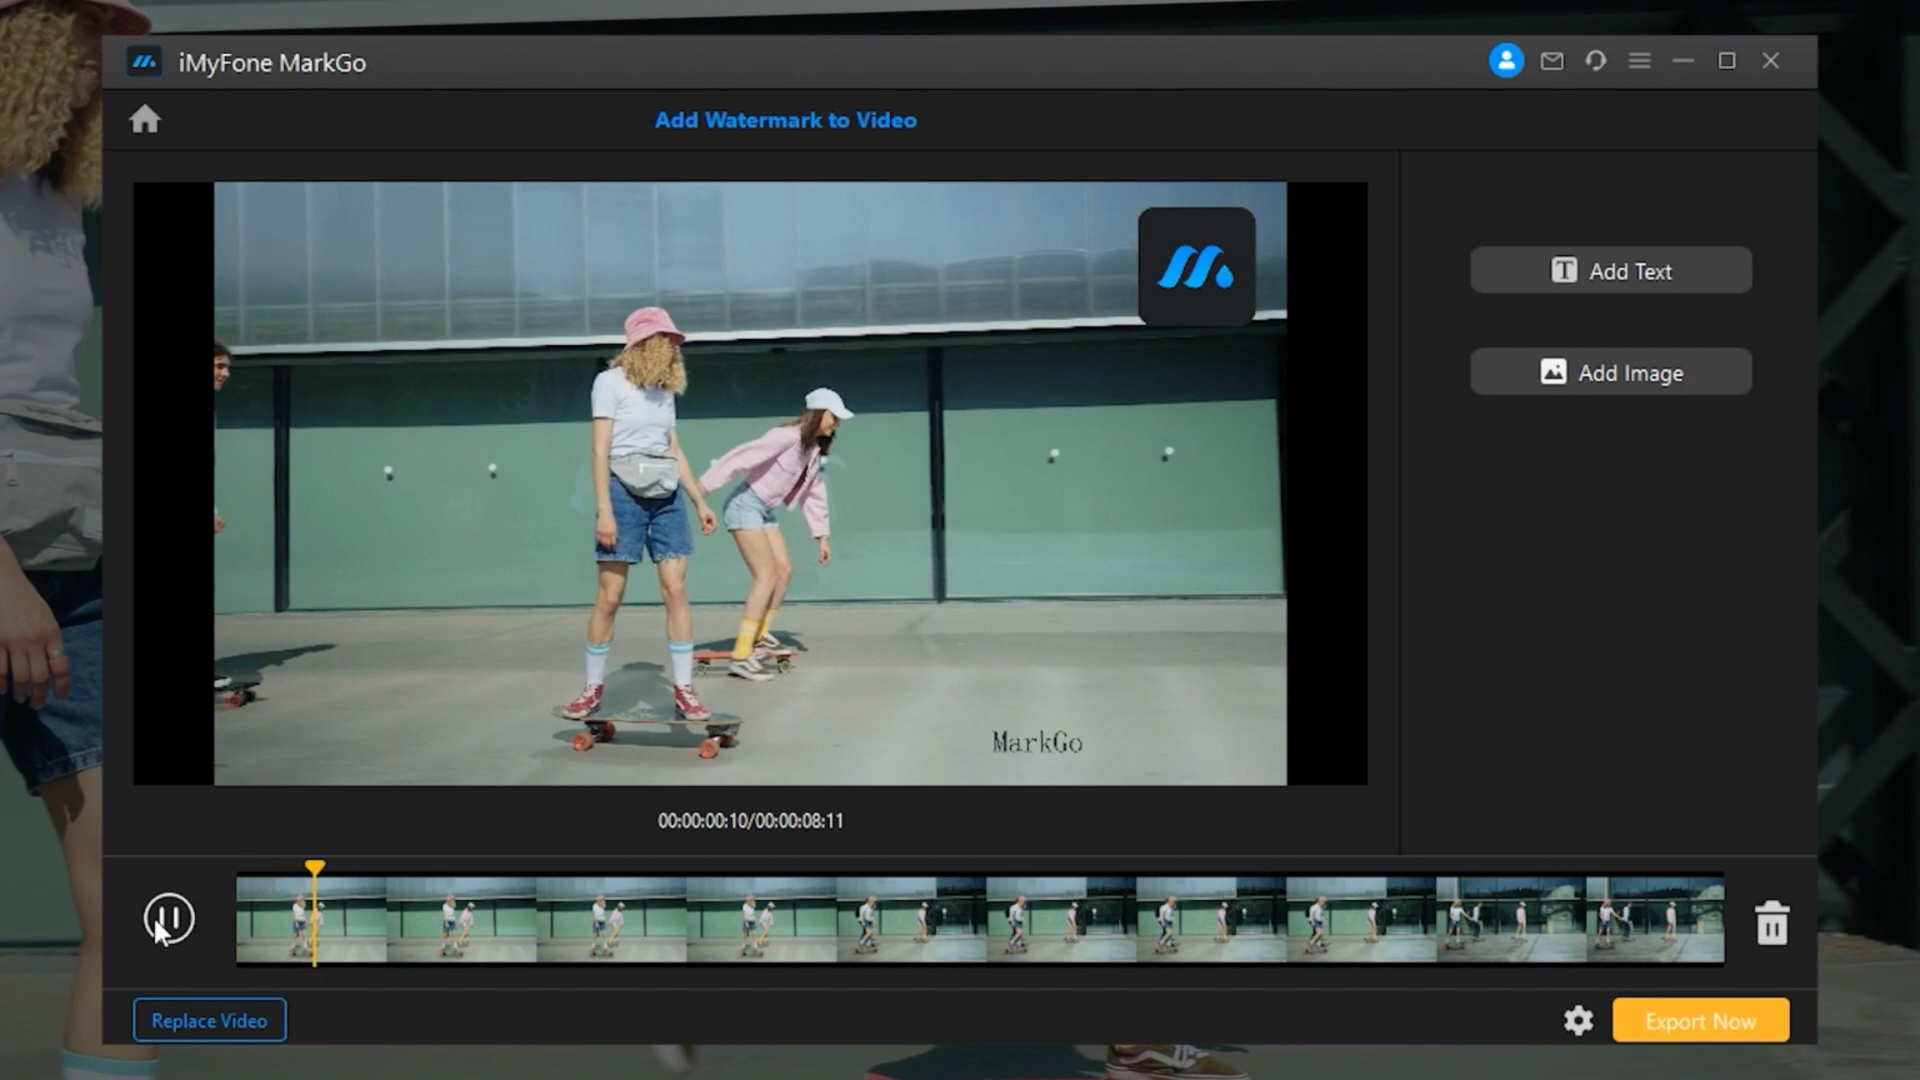 iMyFone MarkGo
Add Watermark to Video
T Add Text
Add Image
MarkGo
00:00:00:10/00:00:08:11
Replace Video
Export Now